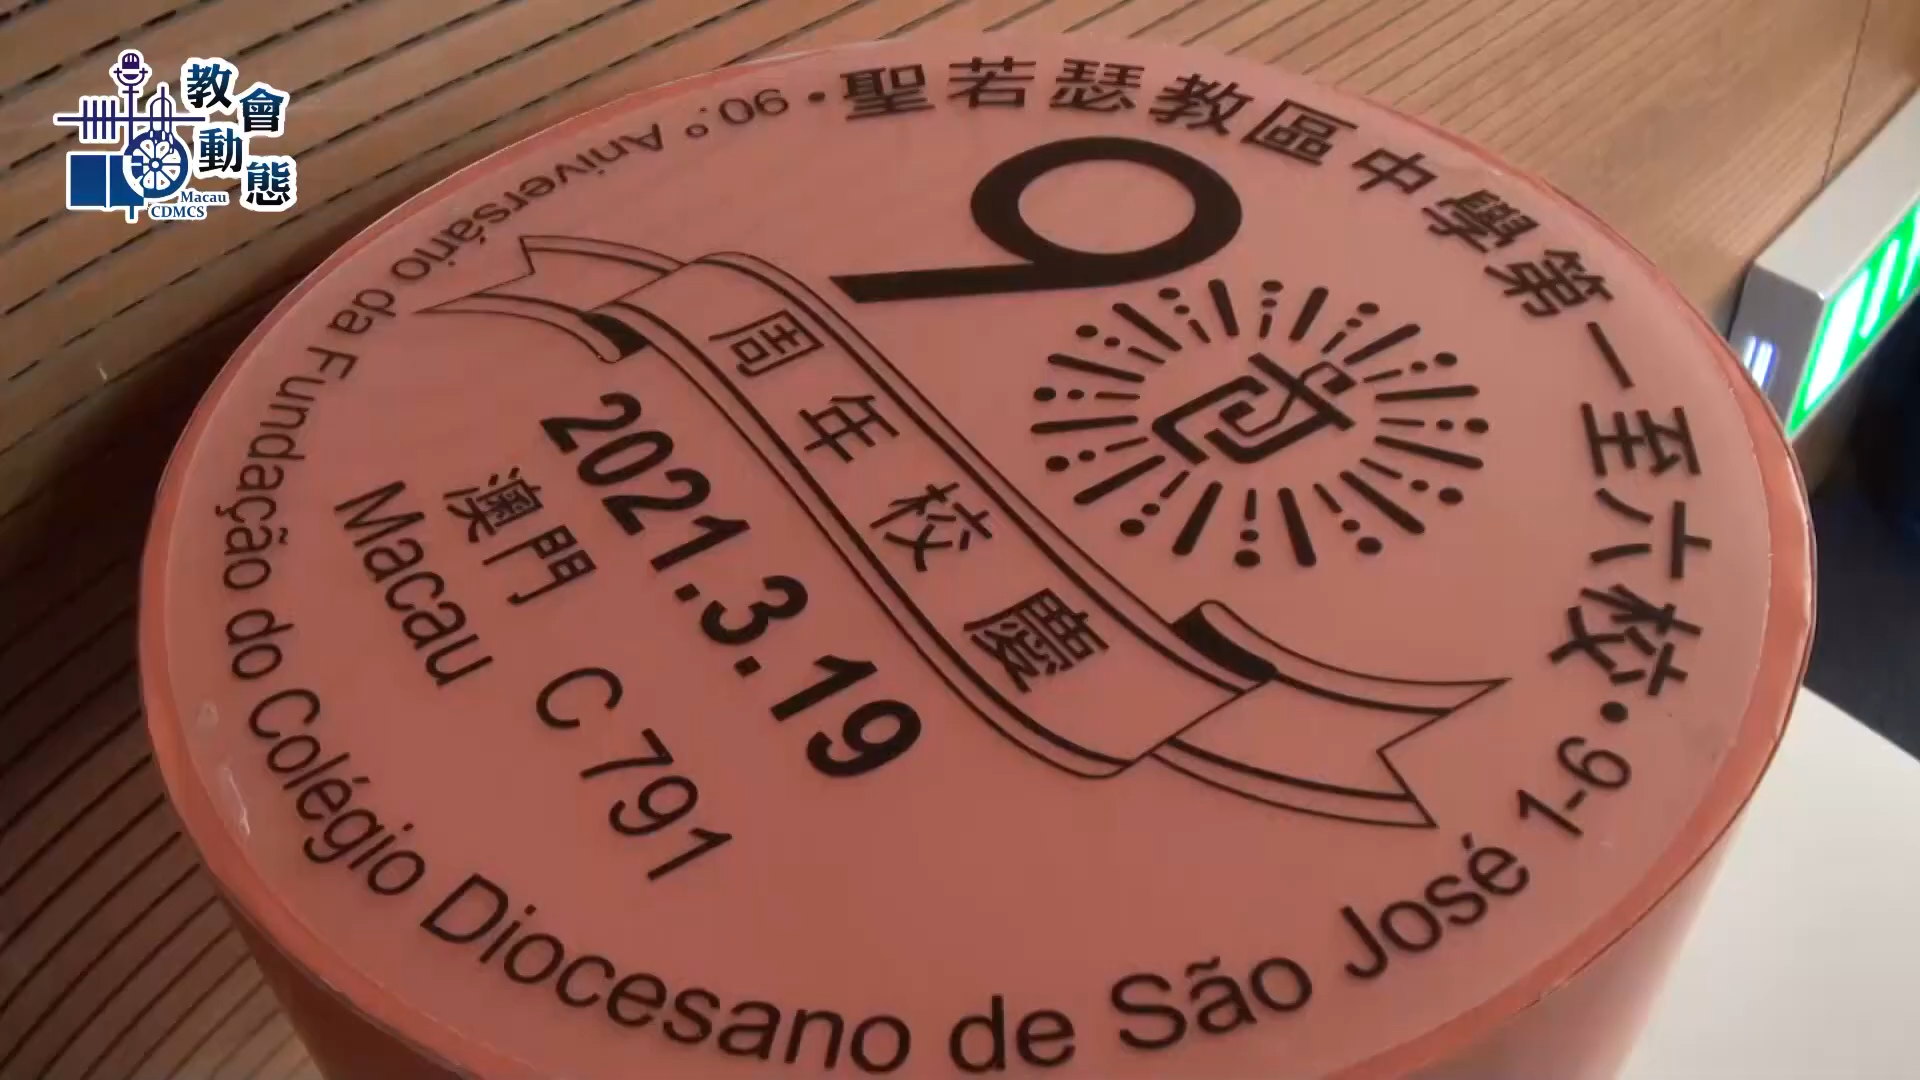 教會
動態
Macau
CDMCS
聖若瑟教區中學第一至六校•
90.º Aniversário da Fundação do Colégio Diocesano de São José 1-6•
90
周年校慶
2021.3.19
澳門
Macau C 791